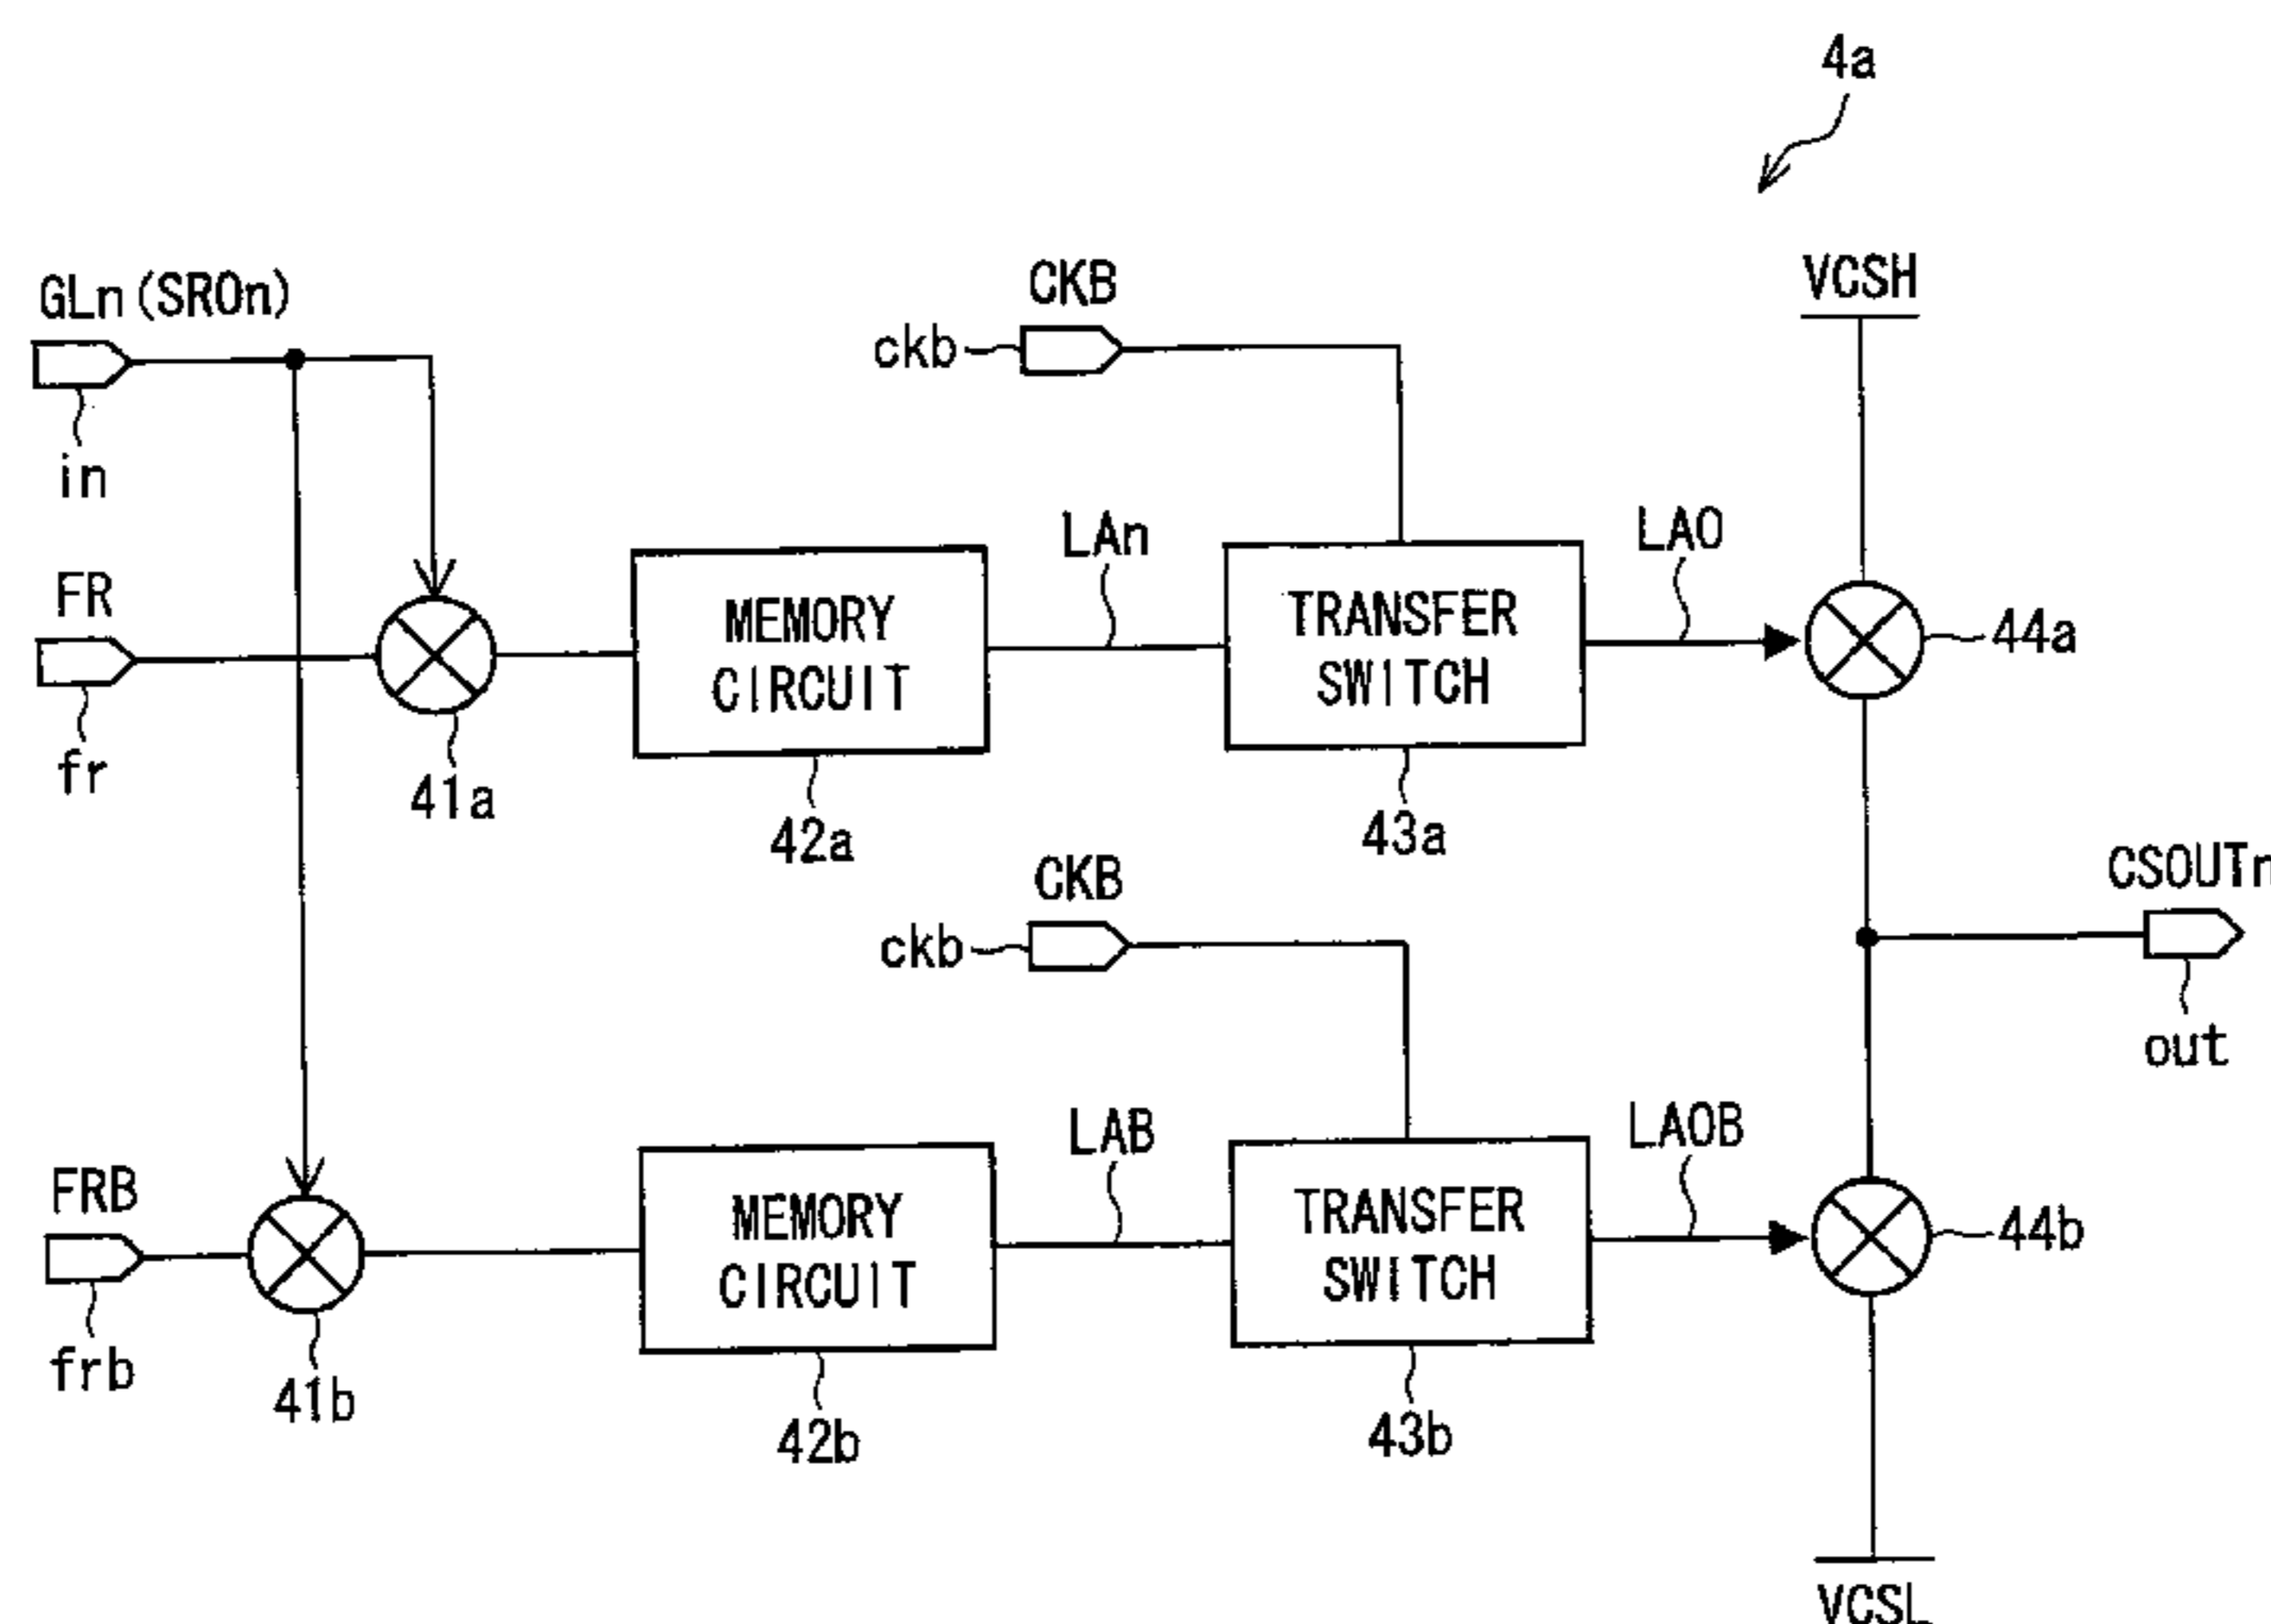 4a
GLn(SROn)
in
CKB
ckb
VCSH
FR
fr
41a
MEMORY
CIRCUIT
42a
LAn
TRANSFER
SWITCH
43a
LAO
44a
CKB
ckb
CSOUTn
out
FRB
frb
41b
MEMORY
CIRCUIT
42b
LAB
TRANSFER
SWITCH
43b
LAOB
44b
VCSL